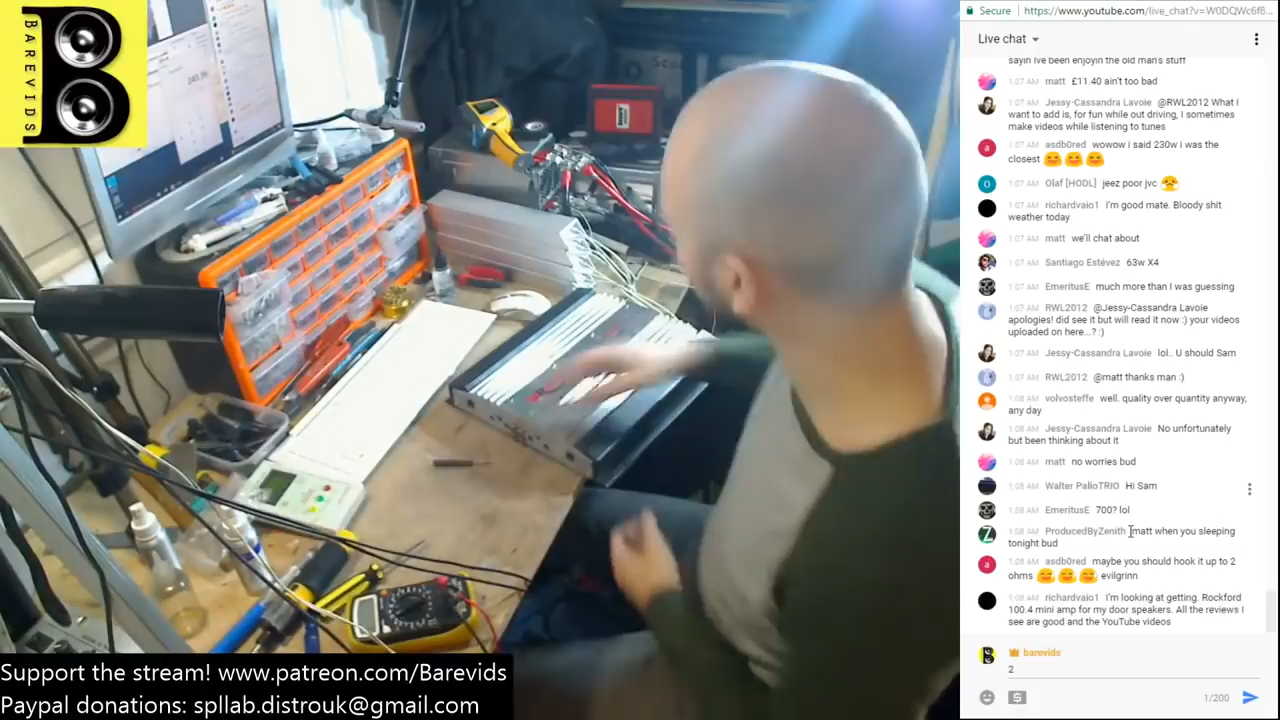 BAREVIDS
Secure
https://www.youtube.com/live_chat?v=W0DQWc6f8...
Live chat
sayin Ive been enjoyin the old man's stuff
1:07 AM matt £11.40 ain't too bad
1:07 AM Jessy-Cassandra Lavoie @RWL2012 What I
want to add is, for fun while out driving, I sometimes
make videos while listening to tunes
1:07 AM asdb0red wowow i said 230w i was the
closest
1:07 AM Olaf [HODL] jeez poor jvc
1:07 AM richardvaio1 I'm good mate. Bloody shit
weather today
1:07 AM matt we'll chat about
1:07 AM Santiago Estévez 63w X4
1:07 AM EmeritusE much more than I was guessing
1:07 AM RWL2012 @Jessy-Cassandra Lavoie
apologies! did see it but will read it now :) your videos
uploaded on here...? :)
1:07 AM Jessy-Cassandra Lavoie lol.. U should Sam
1:07 AM RWL2012 @matt thanks man :)
1:08 AM volvosteffe well. quality over quantity anyway,
any day
1:08 AM Jessy-Cassandra Lavoie No unfortunately
but been thinking about it
1:08 AM matt no worries bud
1:08 AM Walter PalioTRIO Hi Sam
1:08 AM EmeritusE 700? lol
1:08 AM ProducedByZenith matt when you sleeping
tonight bud
1:08 AM asdb0red maybe you should hook it up to 2
ohms evilgrinn
1:08 AM richardvaio1 I'm looking at getting. Rockford
100.4 mini amp for my door speakers. All the reviews I
see are good and the YouTube videos
barevids
2
1/200
Support the stream! www.patreon.com/Barevids
Paypal donations: spllab.distrouk@gmail.com